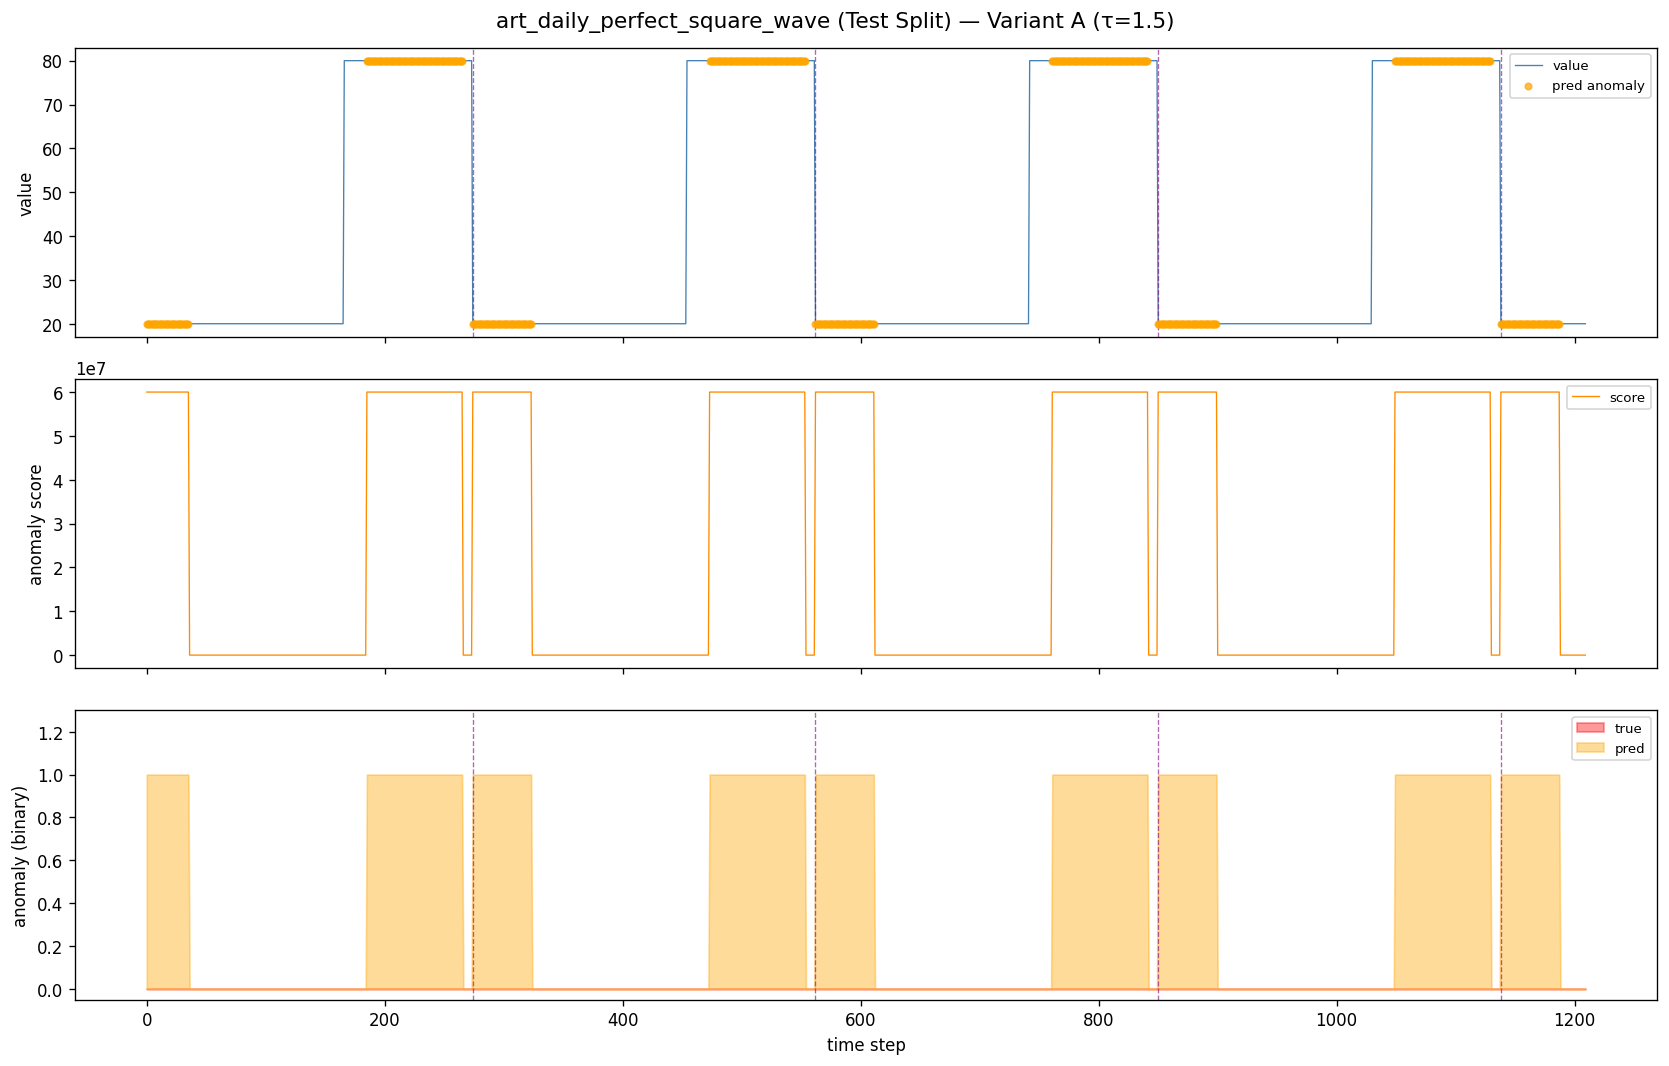 art_daily_perfect_square_wave (Test Split) — Variant A (τ=1.5)
80
70
60
50
40
30
20
value
value
pred anomaly
1e7
6
5
4
3
2
1
0
anomaly score
score
1.2
1.0
0.8
0.6
0.4
0.2
0.0
anomaly (binary)
true
pred
0 200 400 600 800 1000 1200
time step